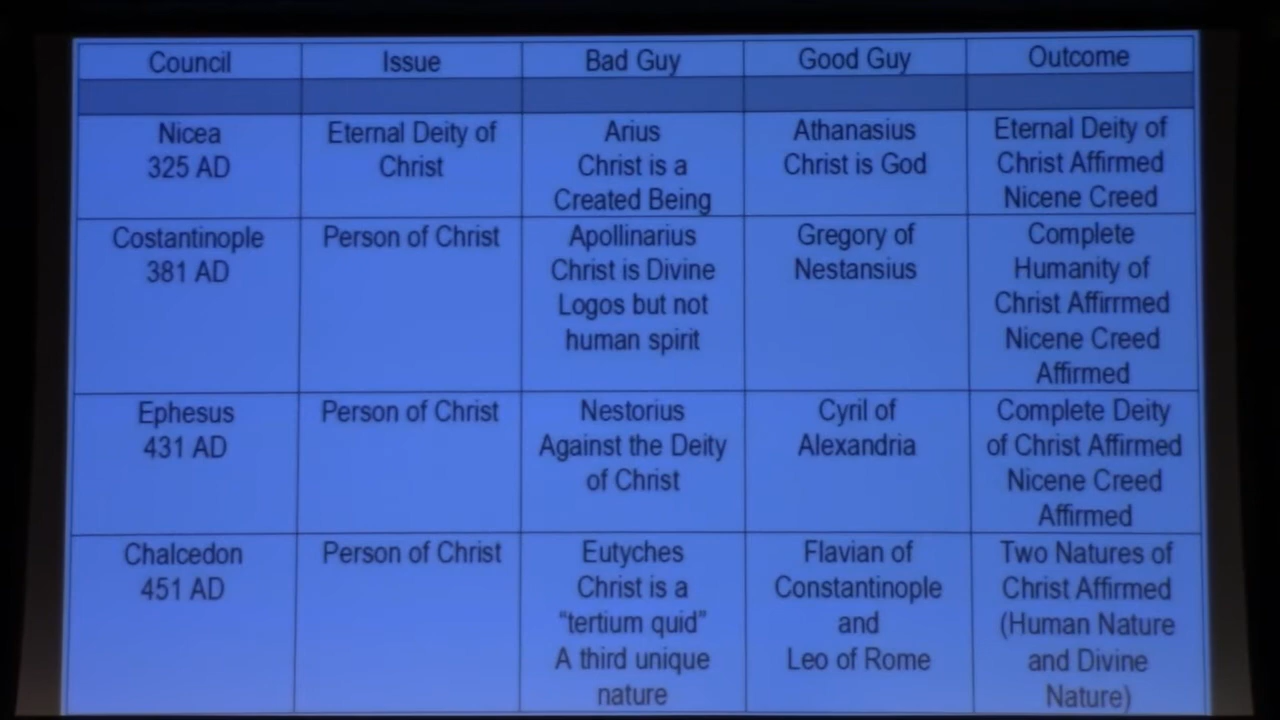 Council
Issue
Bad Guy
Good Guy
Outcome
Nicea
325 AD
Eternal Deity of
Christ
Arius
Christ is a
Created Being
Athanasius
Christ is God
Eternal Deity of
Christ Affirmed
Nicene Creed
Costantinople
381 AD
Person of Christ
Apollinarius
Christ is Divine
Logos but not
human spirit
Gregory of
Nestansius
Complete
Humanity of
Christ Affirrmed
Nicene Creed
Affirmed
Ephesus
431 AD
Person of Christ
Nestorius
Against the Deity
of Christ
Cyril of
Alexandria
Complete Deity
of Christ Affirmed
Nicene Creed
Affirmed
Chalcedon
451 AD
Person of Christ
Eutyches
Christ is a
“tertium quid”
A third unique
nature
Flavian of
Constantinople
and
Leo of Rome
Two Natures of
Christ Affirmed
(Human Nature
and Divine
Nature)